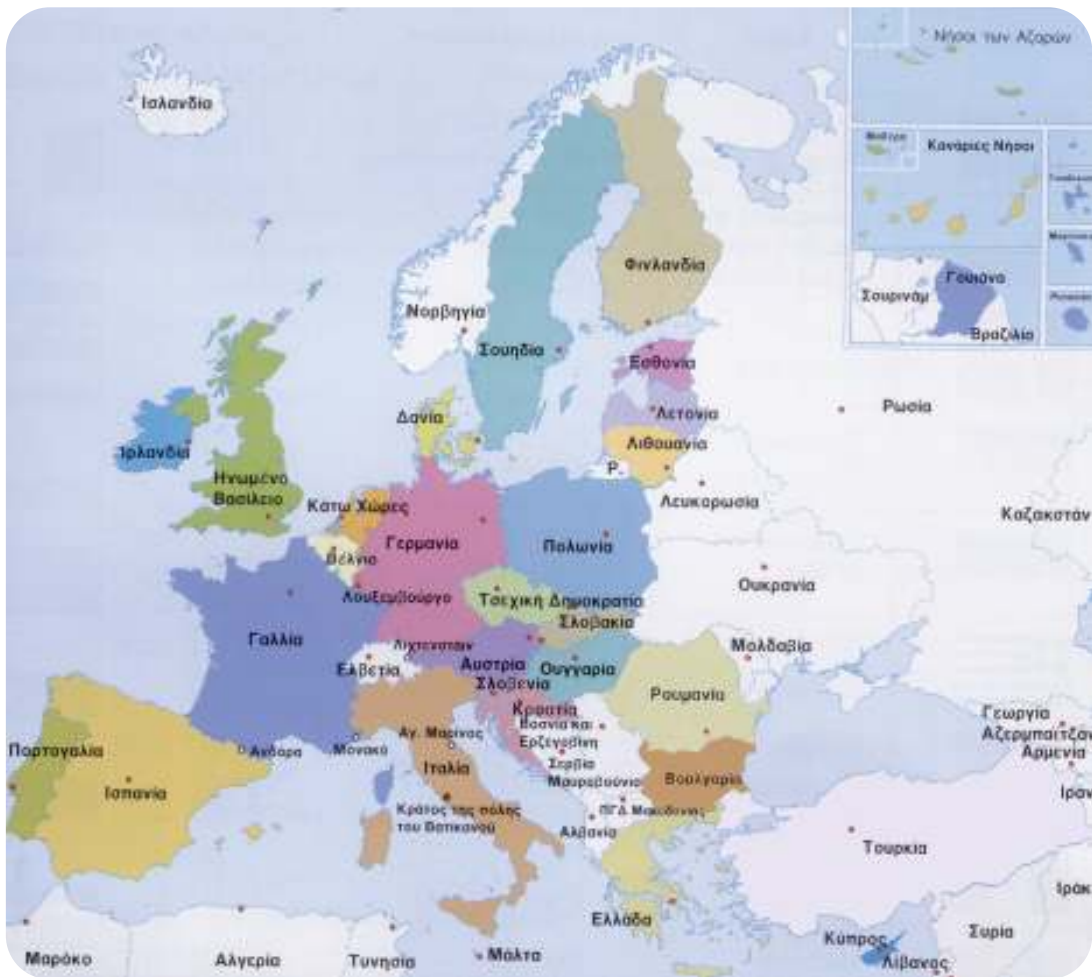 Νήσοι των Αζορών
Ισλανδία
Μαδέρα
Κανάριες Νήσοι
Φινλανδία
Γουιάνα
Σουρινάμ
Βραζιλία
Νορβηγία
Σουηδία
Εσθονία
Δανία
Λετονία
Ρωσία
Λιθουανία
Ιρλανδία
Ρ.
Ηνωμένο
Βασίλειο
Λευκορωσία
Κάτω Χώρες
Καζακστάν
Γερμανία
Πολωνία
Βέλγιο
Ουκρανία
Λουξεμβούργο
Τσεχική Δημοκρατία
Σλοβακία
Γαλλία
Λιχτενστάιν
Μολδαβία
Ελβετία
Αυστρία
Ουγγαρία
Σλοβενία
Ρουμανία
Κροατία
Γεωργία
Βοσνία και
Ερζεγοβίνη
Αγ. Μαρίνος
Αζερμπαϊτζάν
Πορτογαλία
Ανδόρα
Μονακό
Αρμενία
Σερβία
Ιταλία
Βουλγαρία
Μαυροβούνιο
Ισπανία
Ιράν
Κράτος της πόλης
του Βατικανού
ΠΓΔ Μακεδονίας
Αλβανία
Τουρκία
Ιράκ
Ελλάδα
Κύπρος
Συρία
Μαρόκο
Αλγερία
Τυνησία
Μάλτα
Λίβανος